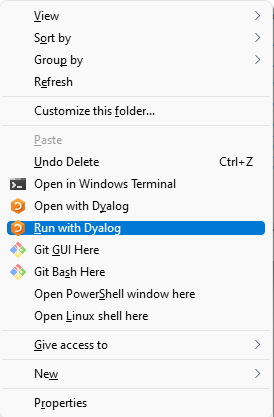 View
Sort by
Group by
Refresh
Customize this folder...
Paste
Undo Delete Ctrl+Z
Open in Windows Terminal
Open with Dyalog
Run with Dyalog
Git GUI Here
Git Bash Here
Open PowerShell window here
Open Linux shell here
Give access to
New
Properties